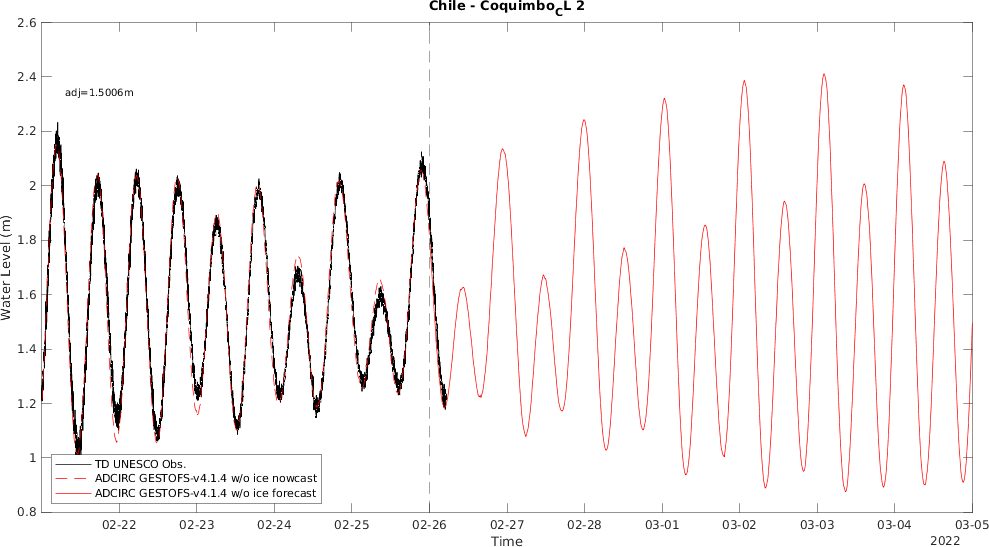 Chile - Coquimbo_CL 2
2.6
2.4
adj=1.5006m
2.2
2
1.8
1.6
1.4
1.2
1
0.8
Water Level (m)
TD UNESCO Obs.
ADCIRC GESTOFS-v4.1.4 w/o ice nowcast
ADCIRC GESTOFS-v4.1.4 w/o ice forecast
02-22 02-23 02-24 02-25 02-26 02-27 02-28 03-01 03-02 03-03 03-04 03-05
Time
2022